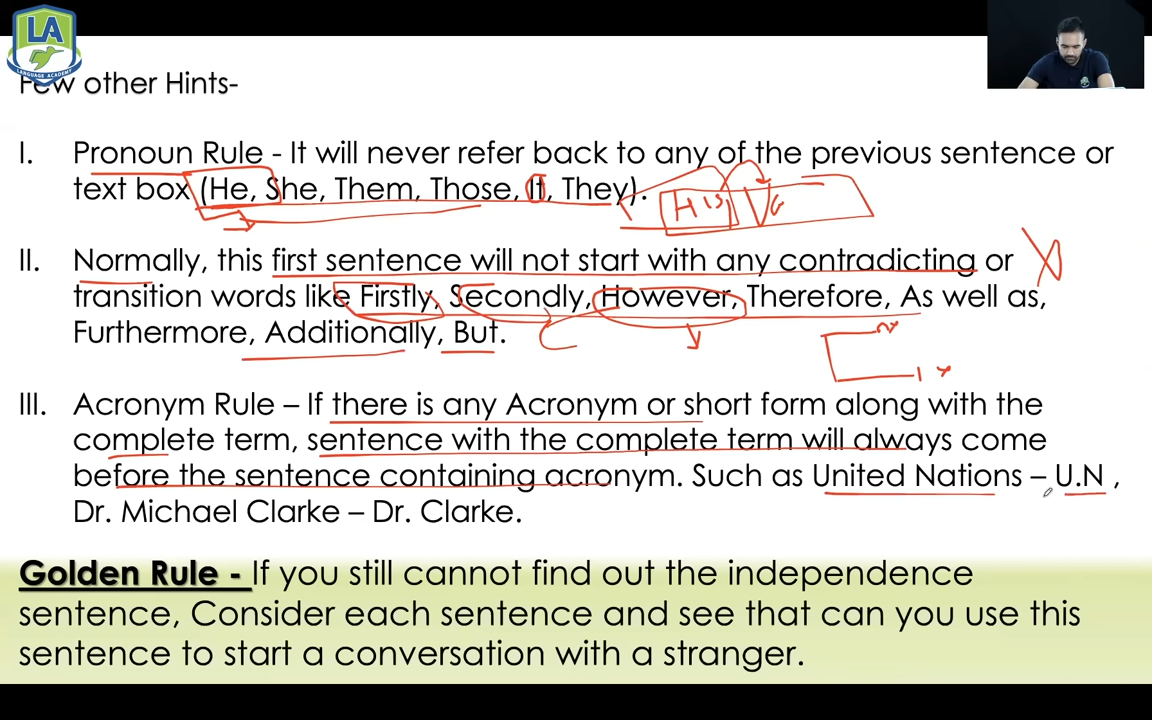 LA
LANGUAGE ACADEMY
Few other Hints-
I. Pronoun Rule - It will never refer back to any of the previous sentence or
text box (He, She, Them, Those, It, They).
His
II. Normally, this first sentence will not start with any contradicting or
transition words like Firstly, Secondly, However, Therefore, As well as,
Furthermore, Additionally, But.
III. Acronym Rule – If there is any Acronym or short form along with the
complete term, sentence with the complete term will always come
before the sentence containing acronym. Such as United Nations – U.N ,
Dr. Michael Clarke – Dr. Clarke.
Golden Rule - If you still cannot find out the independence
sentence, Consider each sentence and see that can you use this
sentence to start a conversation with a stranger.